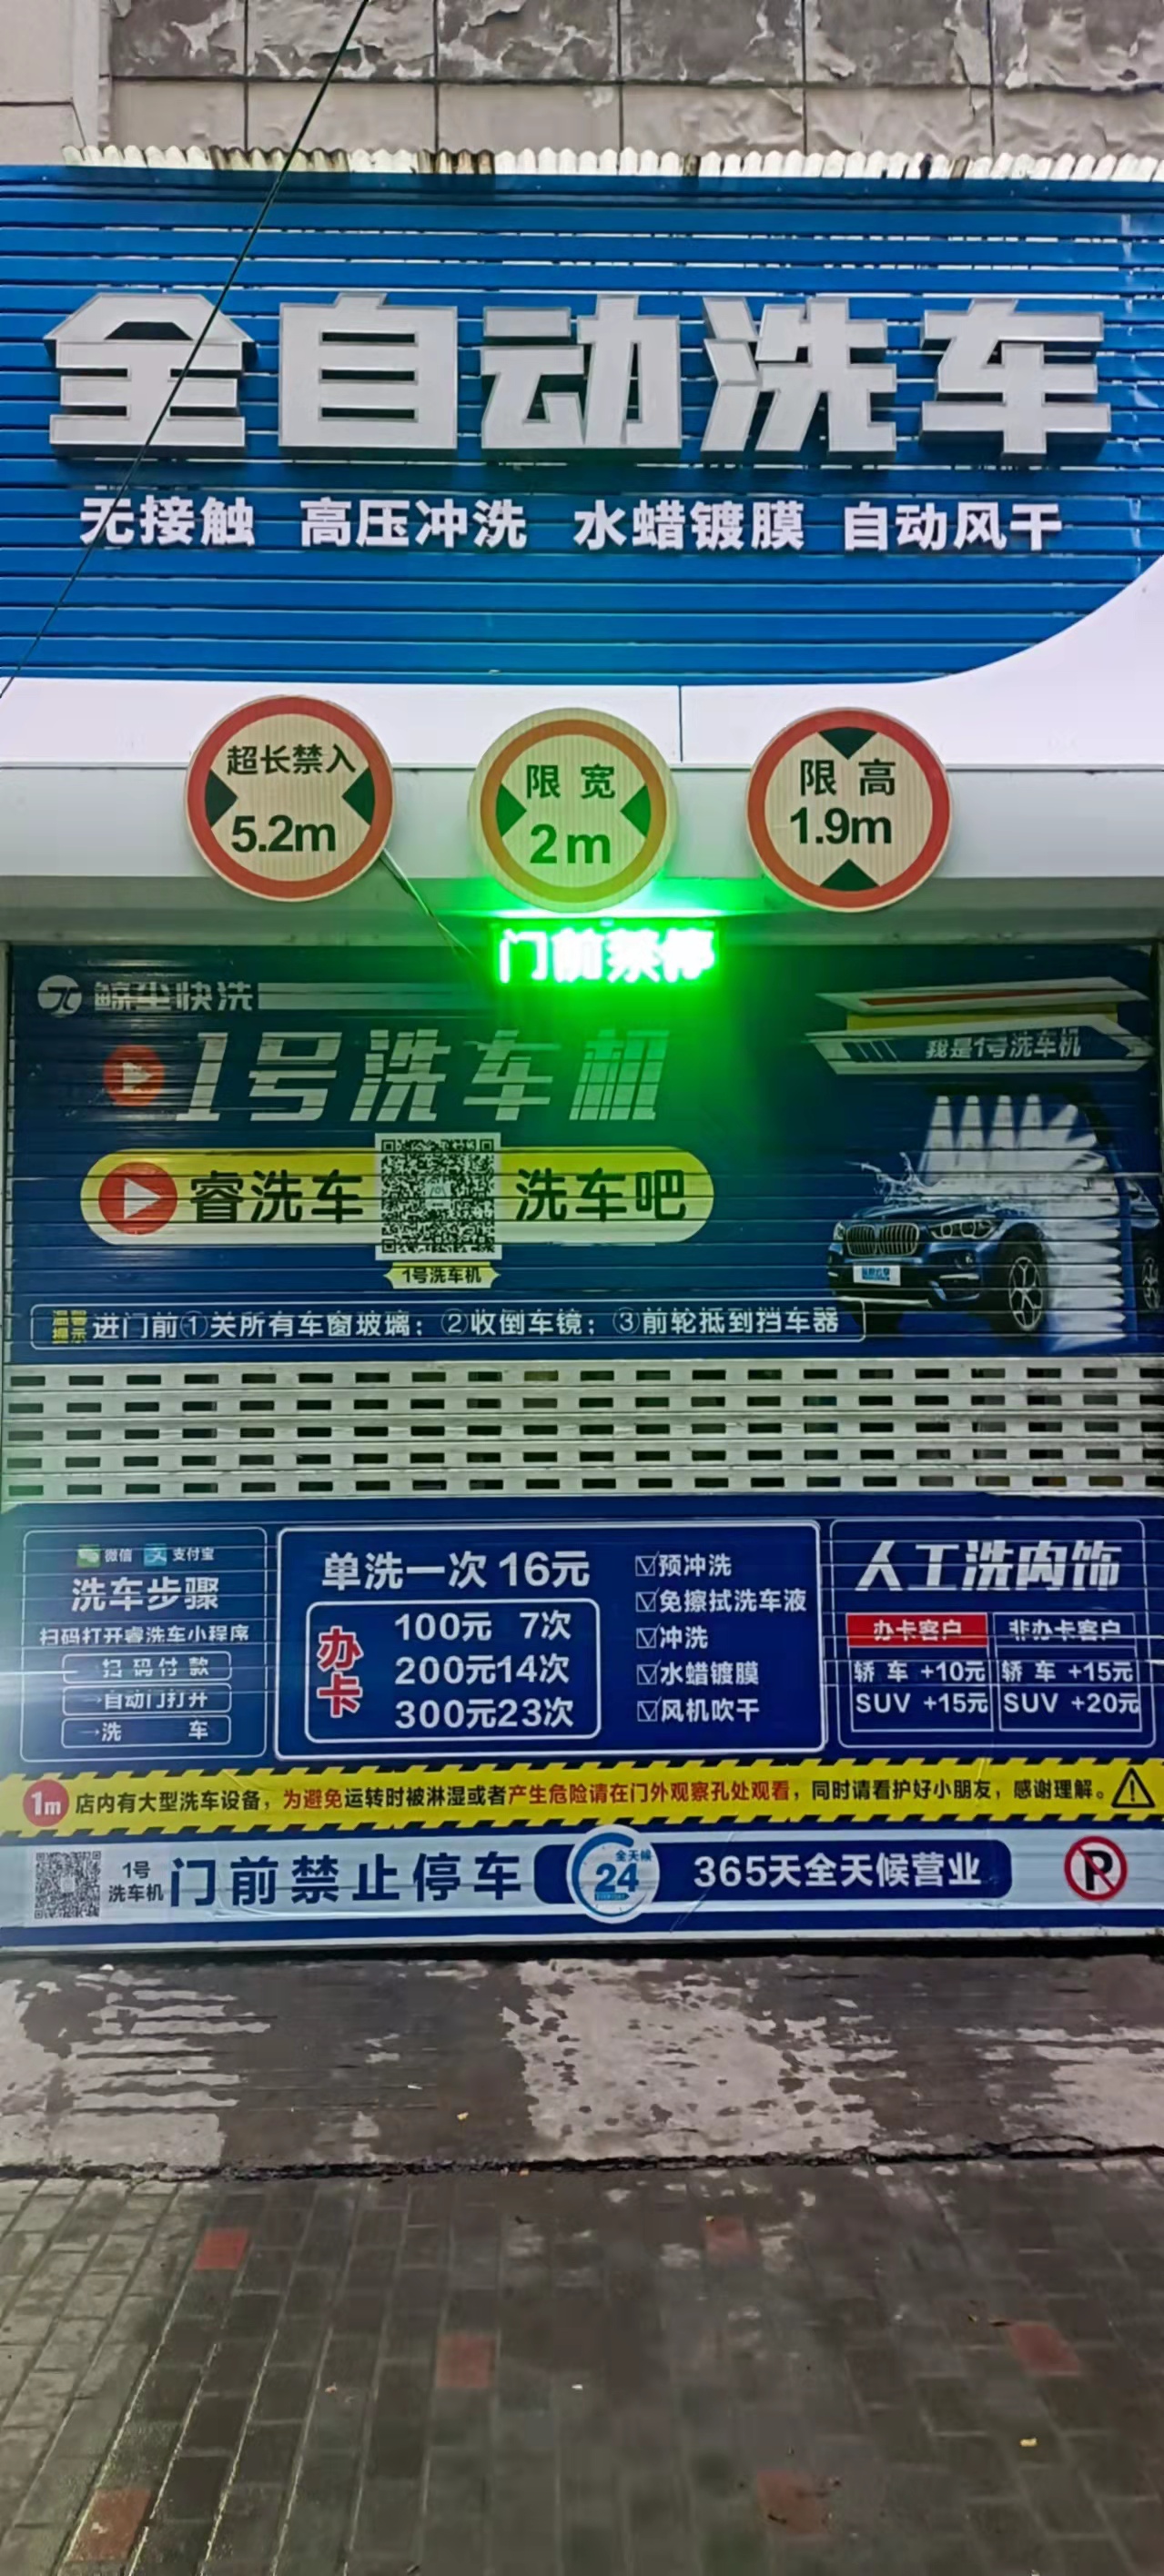 全自动洗车
无接触 高压冲洗 水蜡镀膜 自动风干
超长禁入
5.2m
限宽
2m
限高
1.9m
门前禁停
鲸尘快洗
1号洗车机
我是1号洗车机
睿洗车 洗车吧
1号洗车机
温馨提示 进门前①关所有车窗玻璃；②收倒车镜；③前轮抵到挡车器
微信 支付宝
洗车步骤
扫码打开睿洗车小程序
扫码付款
→自动门打开
→洗 车
单洗一次 16元
办卡
100元 7次
200元14次
300元23次
预冲洗
免擦拭洗车液
冲洗
水蜡镀膜
风机吹干
人工洗内饰
办卡客户 非办卡客户
轿车 +10元 轿车 +15元
SUV +15元 SUV +20元
1m 店内有大型洗车设备，为避免运转时被淋湿或者产生危险请在门外观察孔处观看，同时请看护好小朋友，感谢理解。
1号
洗车机
门前禁止停车
全天候
24
365天全天候营业
P